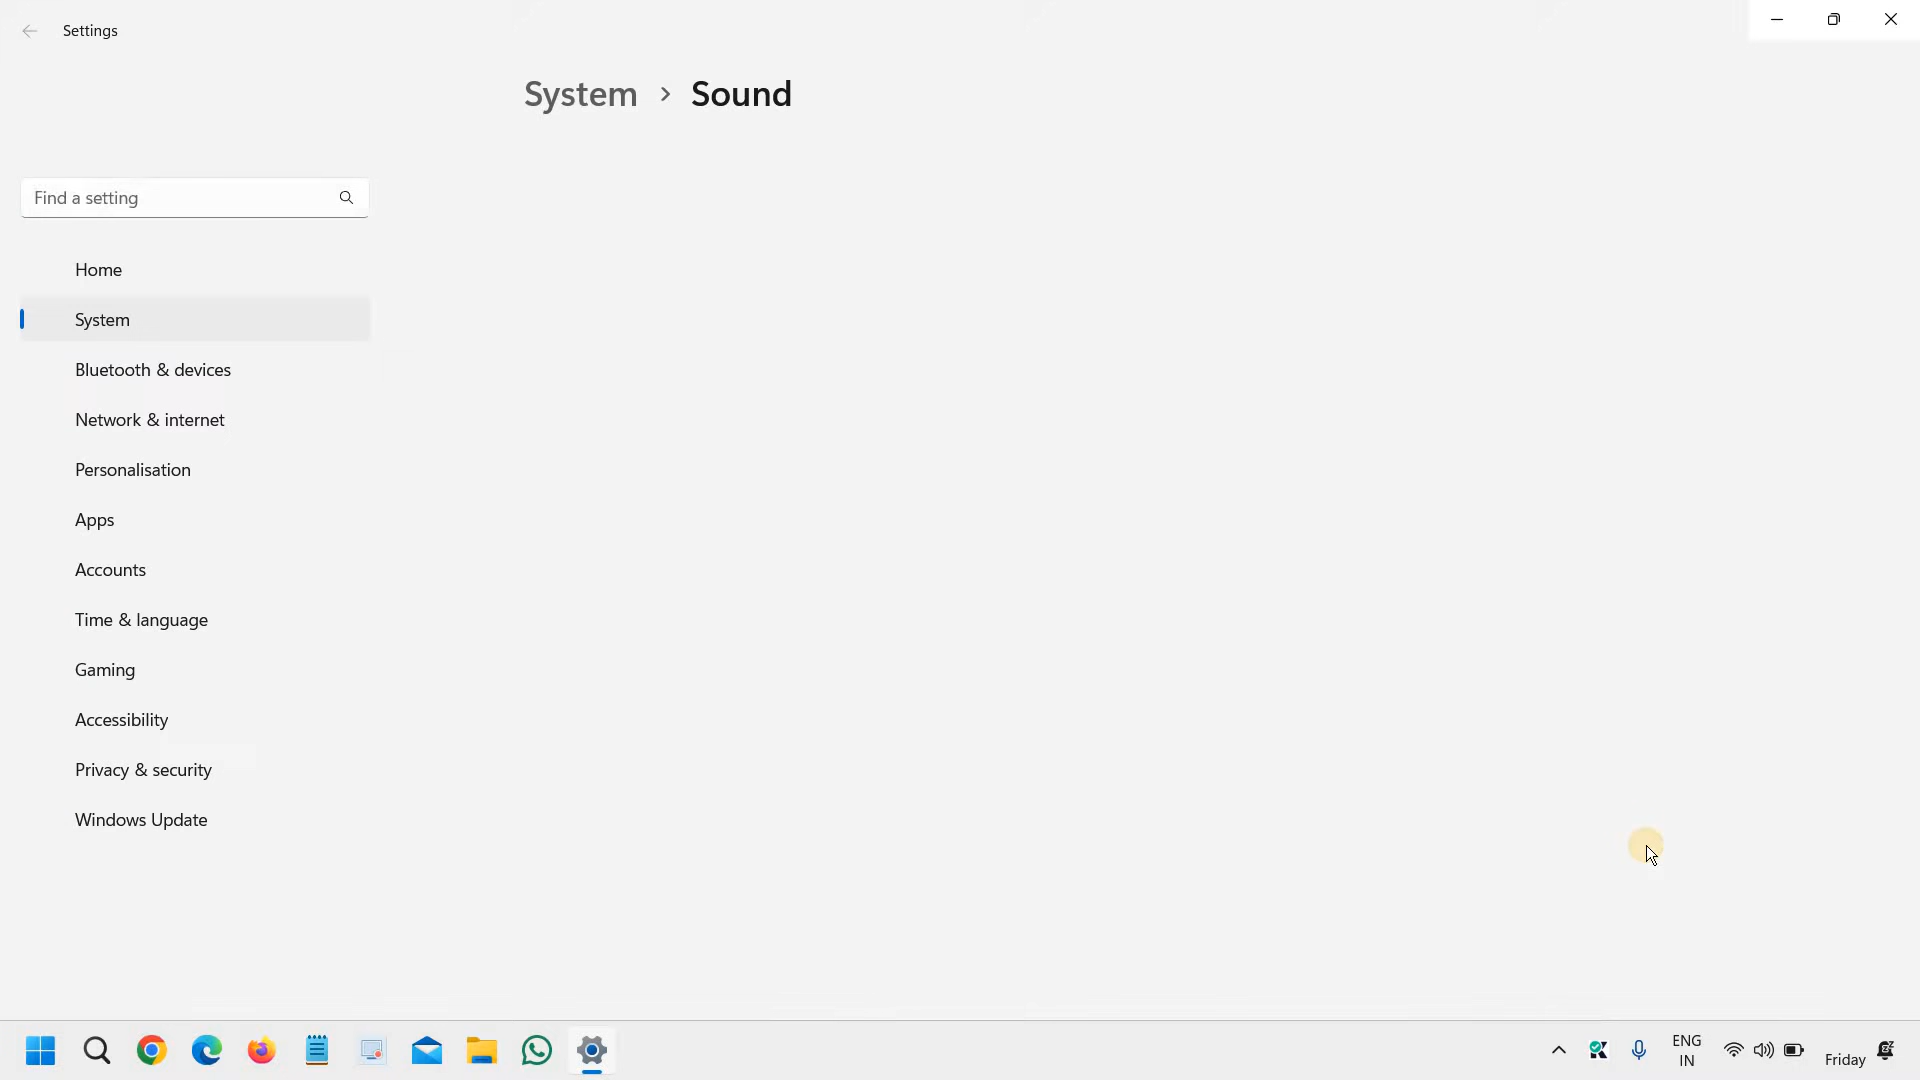 Settings
System > Sound
Find a setting
Home
System
Bluetooth & devices
Network & internet
Personalisation
Apps
Accounts
Time & language
Gaming
Accessibility
Privacy & security
Windows Update
ENG
IN
Friday